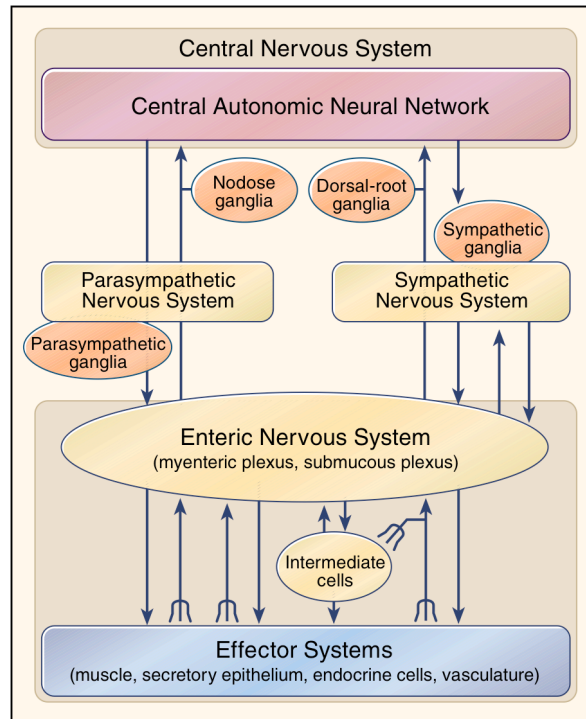 Central Nervous System
Central Autonomic Neural Network
Nodose
ganglia
Dorsal-root
ganglia
Sympathetic
ganglia
Parasympathetic
Nervous System
Sympathetic
Nervous System
Parasympathetic
ganglia
Enteric Nervous System
(myenteric plexus, submucous plexus)
Intermediate
cells
Effector Systems
(muscle, secretory epithelium, endocrine cells, vasculature)